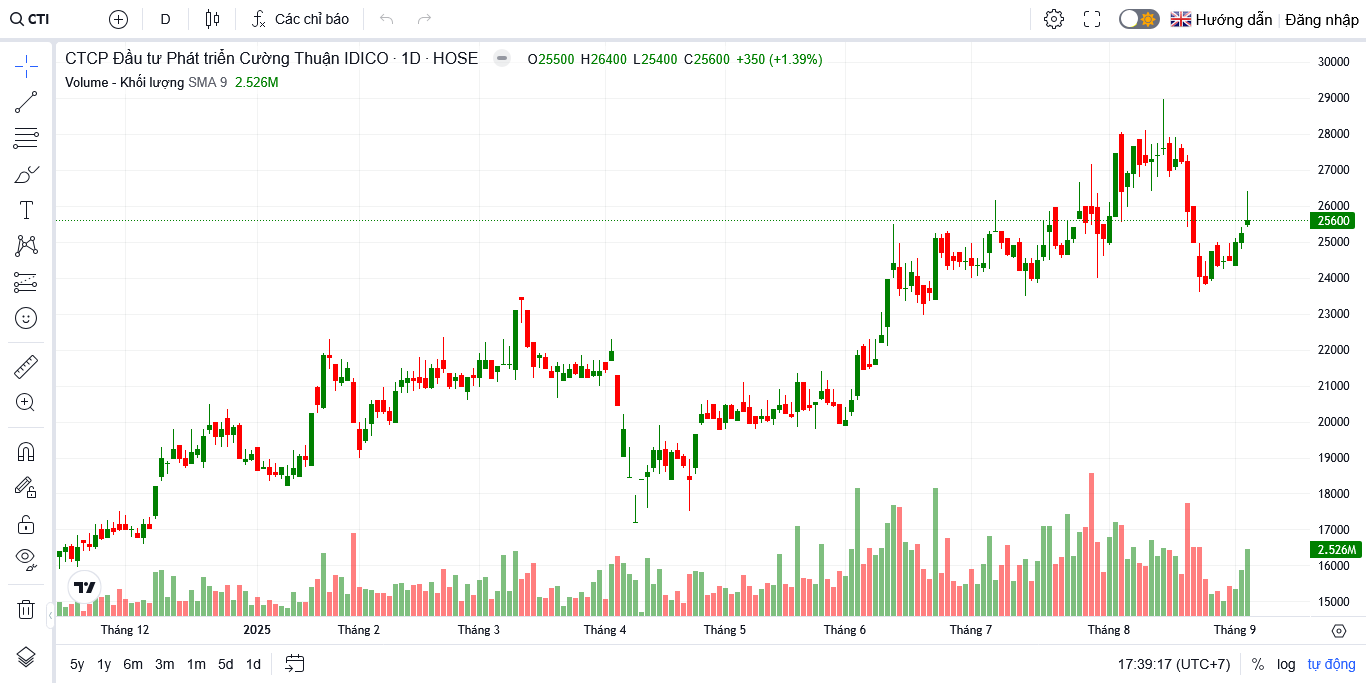 CTI D Các chỉ báo Hướng dẫn Đăng nhập
CTCP Đầu tư Phát triển Cường Thuận IDICO · 1D · HOSE O25500 H26400 L25400 C25600 +350 (+1.39%)
Volume - Khối lượng SMA 9 2.526M
30000
29000
28000
27000
26000
25600
25000
24000
23000
22000
21000
20000
19000
18000
17000
2.526M
16000
15000
Tháng 12 2025 Tháng 2 Tháng 3 Tháng 4 Tháng 5 Tháng 6 Tháng 7 Tháng 8 Tháng 9
5y 1y 6m 3m 1m 5d 1d 17:39:17 (UTC+7) % log tự động